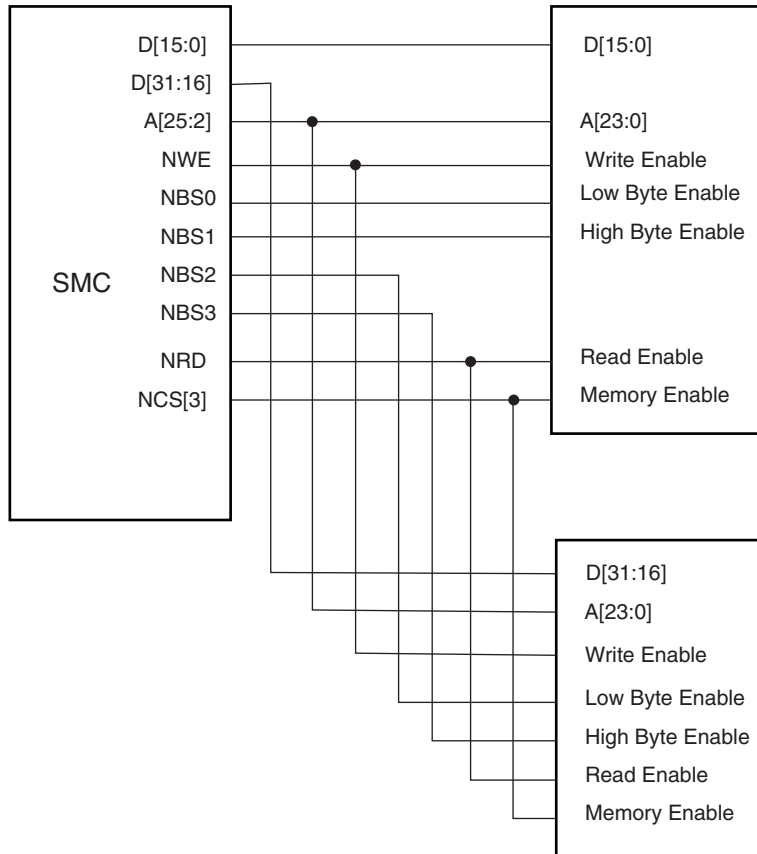 D[15:0]
D[31:16]
A[25:2]
NWE
NBS0
NBS1
NBS2
NBS3
NRD
NCS[3]
SMC
D[15:0]
A[23:0]
Write Enable
Low Byte Enable
High Byte Enable
Read Enable
Memory Enable
D[31:16]
A[23:0]
Write Enable
Low Byte Enable
High Byte Enable
Read Enable
Memory Enable